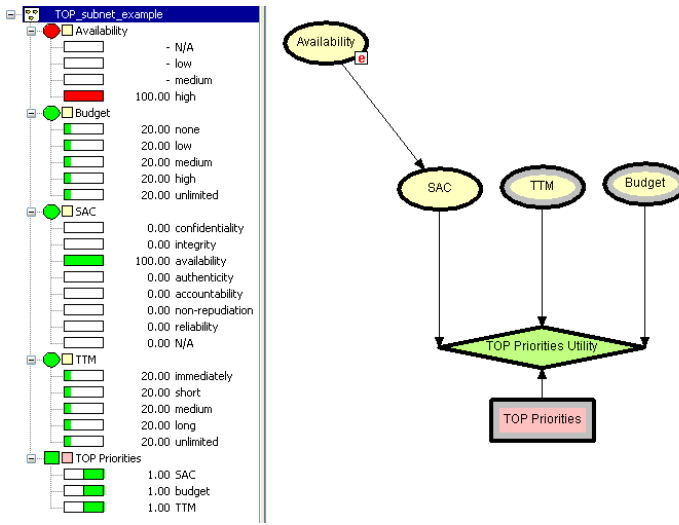 TOP_subnet_example
Availability
- N/A
- low
- medium
100.00 high
Budget
20.00 none
20.00 low
20.00 medium
20.00 high
20.00 unlimited
SAC
0.00 confidentiality
0.00 integrity
100.00 availability
0.00 authenticity
0.00 accountability
0.00 non-repudiation
0.00 reliability
0.00 N/A
TTM
20.00 immediately
20.00 short
20.00 medium
20.00 long
20.00 unlimited
TOP Priorities
1.00 SAC
1.00 budget
1.00 TTM
Availability
e
SAC
TTM
Budget
TOP Priorities Utility
TOP Priorities